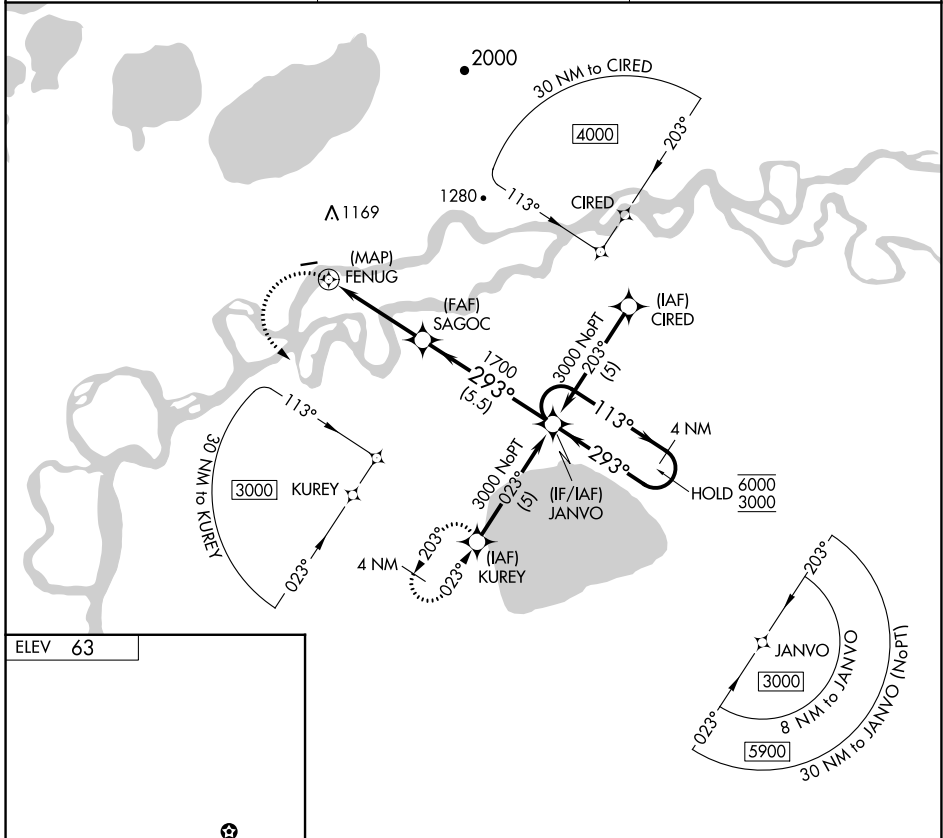 2000
30 NM to CIRED
4000
203°
113°
CIRED
1280
1169
(MAP)
FENUG
(FAF)
SAGOC
(IAF)
CIRED
3000 NoPT
203°
(5)
1700
293°
(5.5)
113°
4 NM
293°
HOLD 6000
3000
(IF/IAF)
JANVO
3000 NoPT
023°
(5)
(IAF)
KUREY
4 NM
203°
023°
113°
30 NM to KUREY
3000
KUREY
023°
203°
JANVO
3000
8 NM to JANVO
023°
5900
30 NM to JANVO (NoPT)
ELEV 63